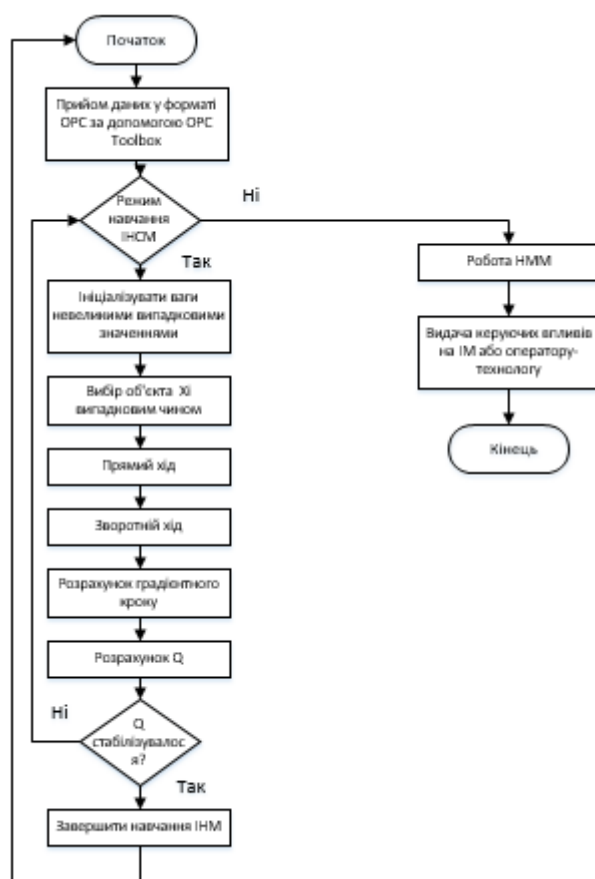 Початок
Прийом даних у форматі
OPC за допомогою OPC
Toolbox
Режим
навчання
ІНСМ
Ні
Так
Робота НММ
Ініціалізувати ваги
невеликими випадковими
значеннями
Видача керуючих впливів
на ІМ або оператору-
технологу
Вибір об'єкта Xi
випадковим чином
Кінець
Прямий хід
Зворотній хід
Розрахунок градієнтного
кроку
Розрахунок Q
Ні
Q
стабілізувалос
я?
Так
Завершити навчання ІНМ